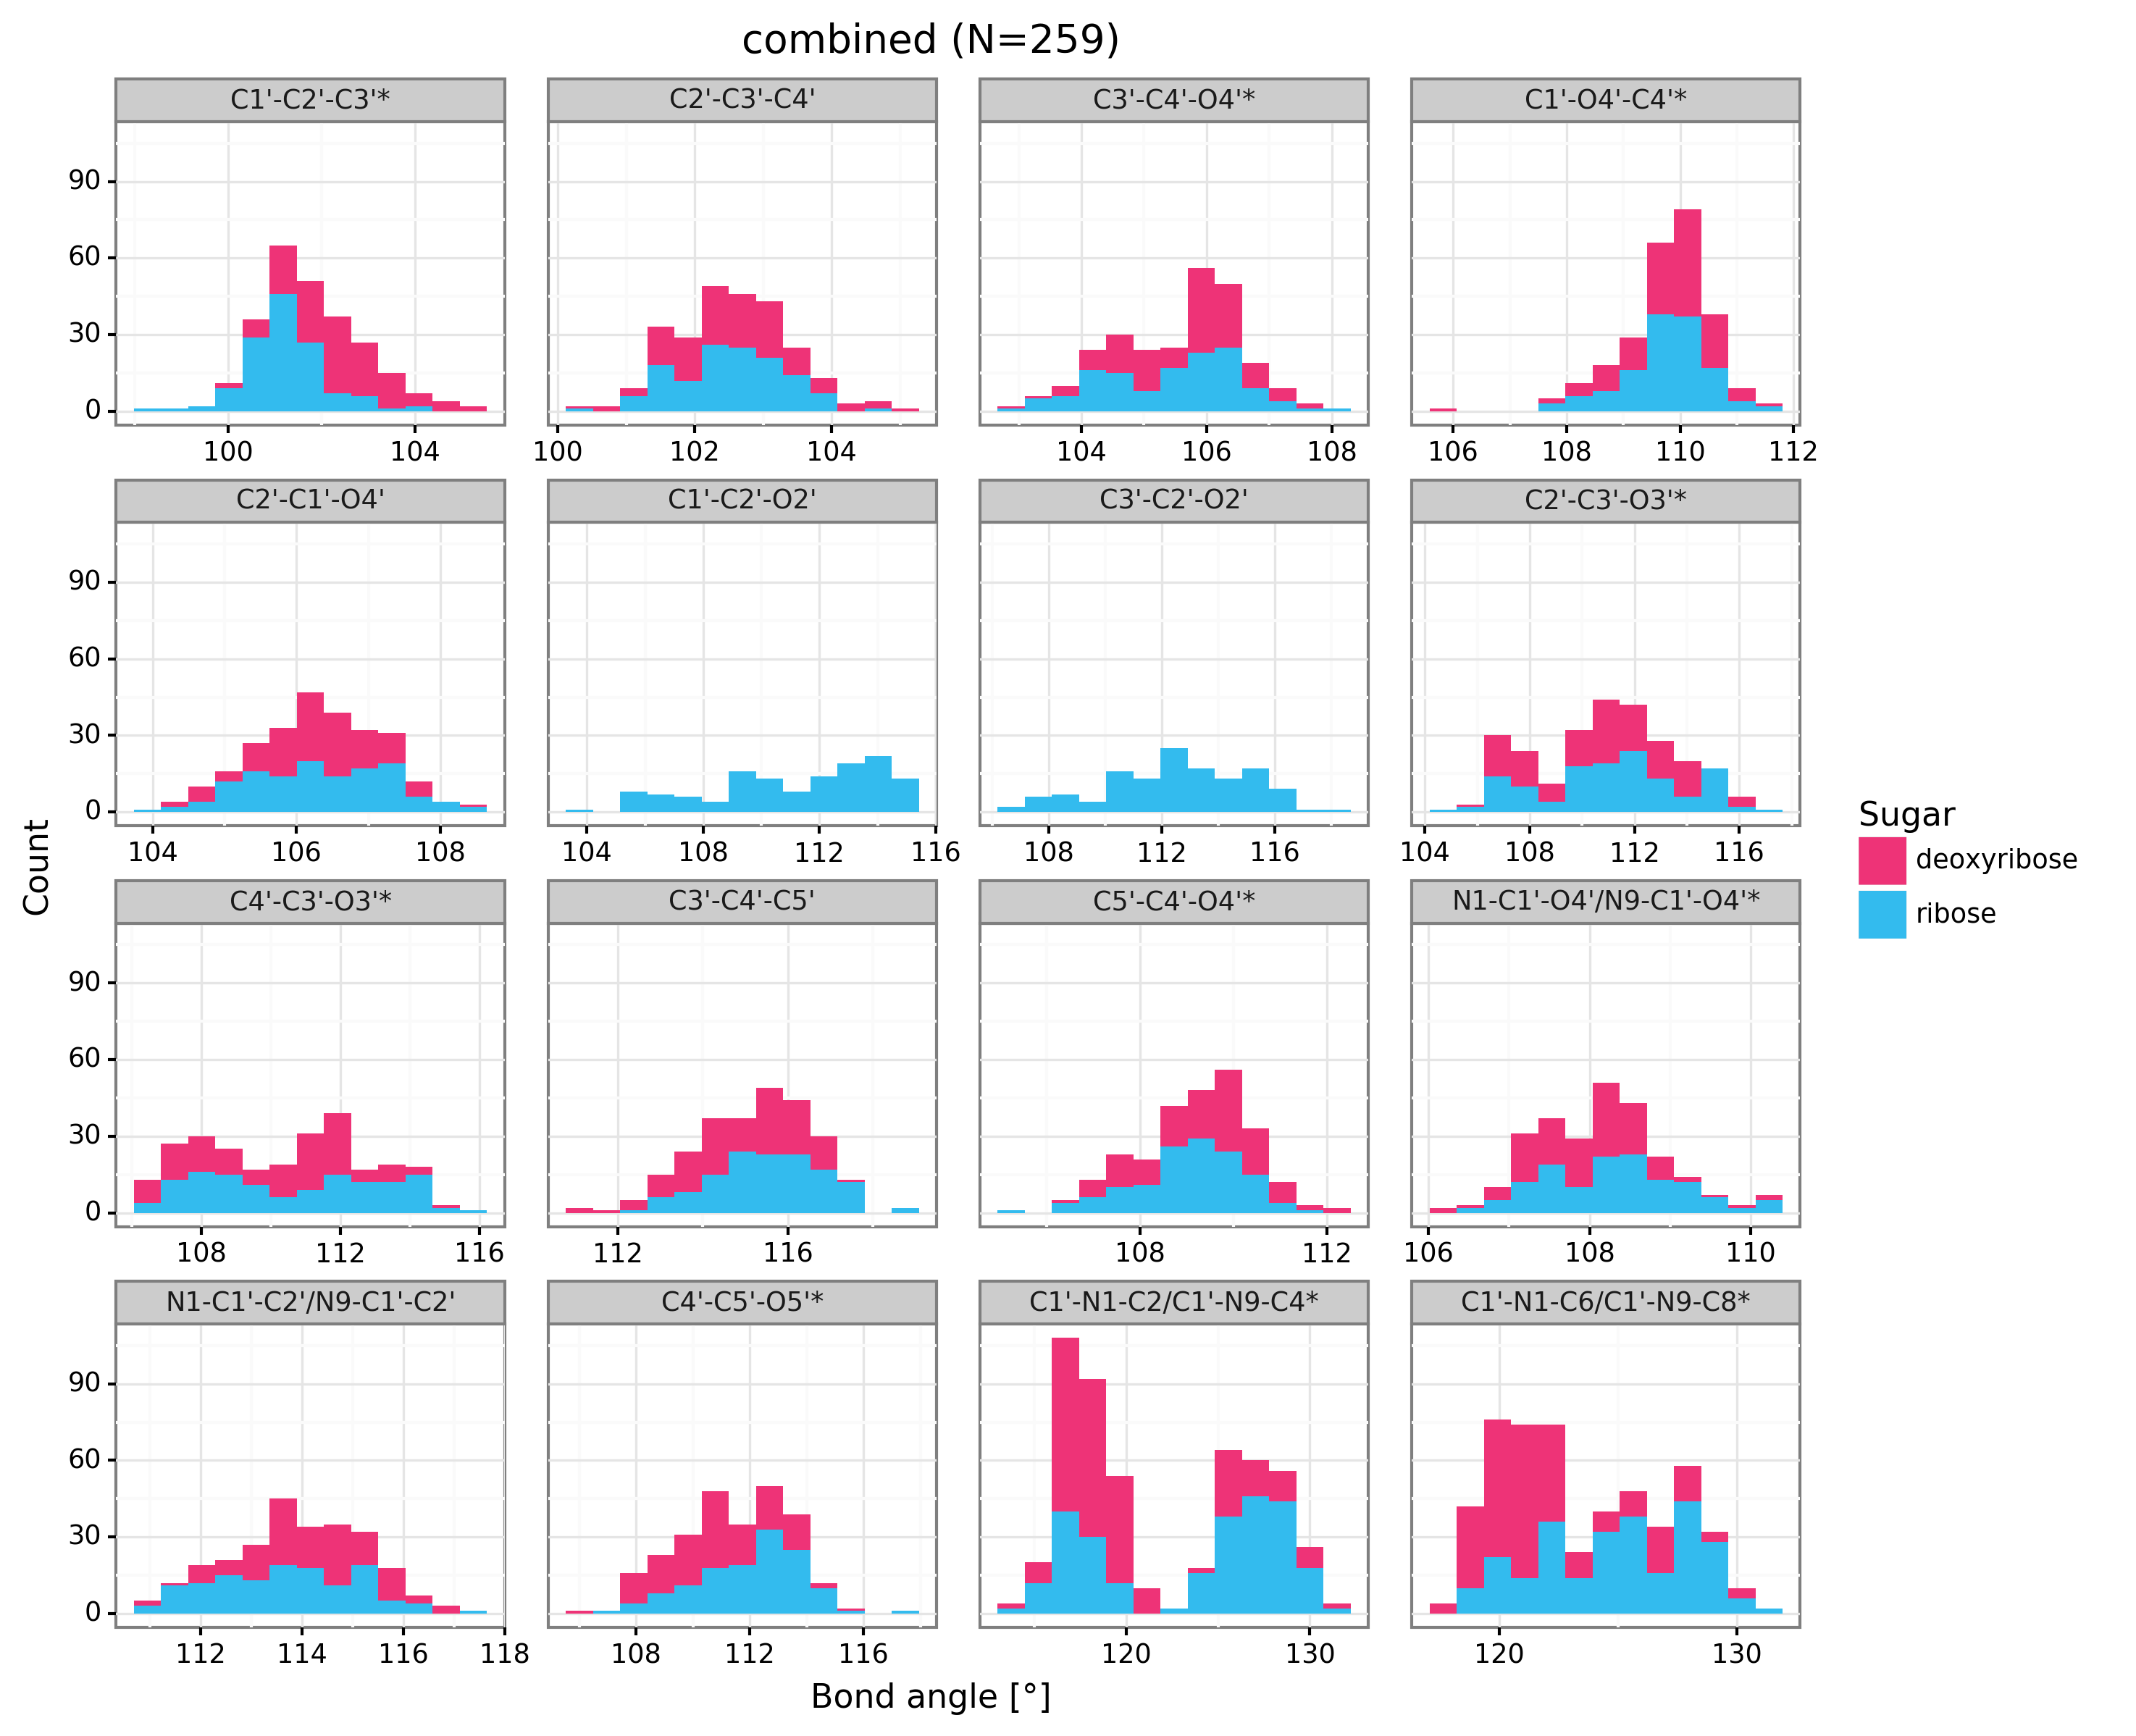 combined (N=259)
C1'-C2'-C3'*
C2'-C3'-C4'
C3'-C4'-O4'*
C1'-O4'-C4'*
90
60
30
0
100 104
100 102 104
104 106 108
106 108 110 112
C2'-C1'-O4'
C1'-C2'-O2'
C3'-C2'-O2'
C2'-C3'-O3'*
90
60
30
0
104 106 108
104 108 112 116
108 112 116
104 108 112 116
Count
Sugar
deoxyribose
ribose
C4'-C3'-O3'*
C3'-C4'-C5'
C5'-C4'-O4'*
N1-C1'-O4'/N9-C1'-O4'*
90
60
30
0
108 112 116
112 116
108 112
106 108 110
N1-C1'-C2'/N9-C1'-C2'
C4'-C5'-O5'*
C1'-N1-C2/C1'-N9-C4*
C1'-N1-C6/C1'-N9-C8*
90
60
30
0
112 114 116 118
108 112 116
120 130
120 130
Bond angle [°]